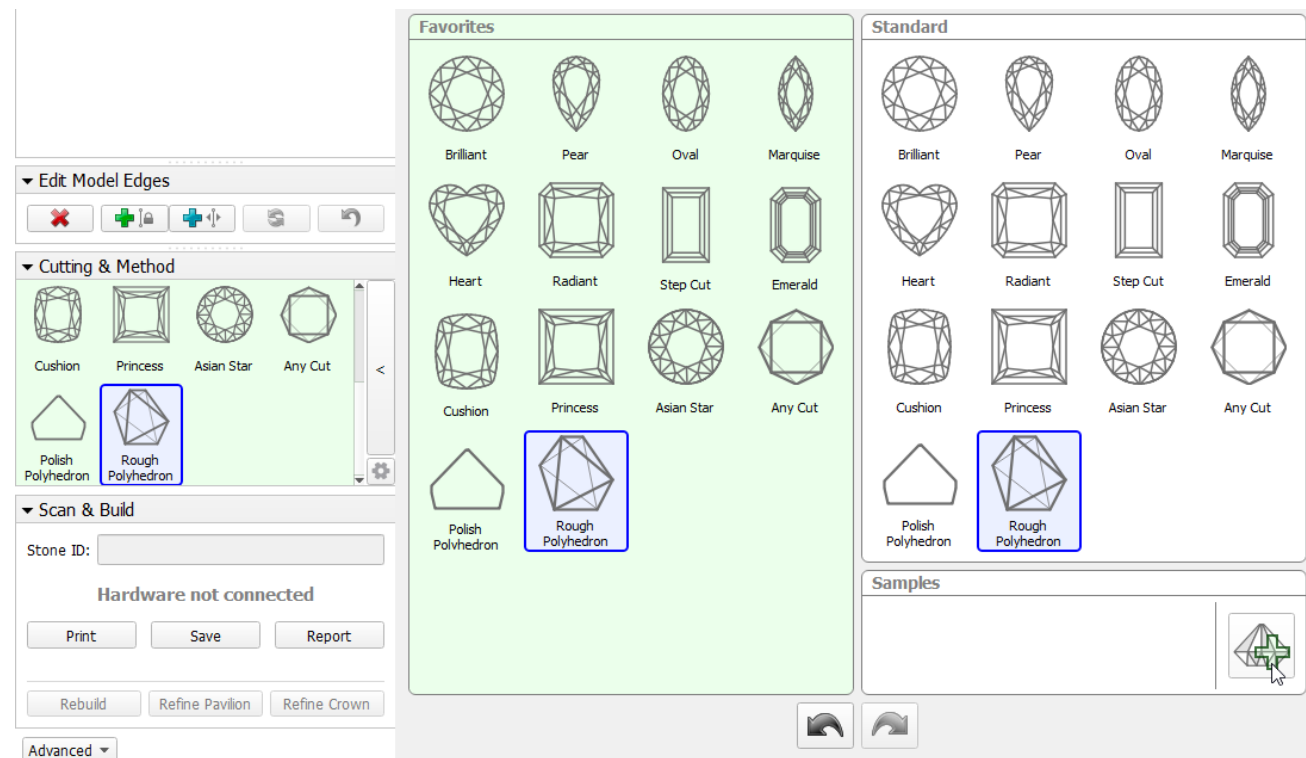 Edit Model Edges
Cutting & Method
Cushion Princess Asian Star Any Cut
<
Polish Polyhedron
Rough Polyhedron
Scan & Build
Stone ID:
Hardware not connected
Print Save Report
Rebuild Refine Pavilion Refine Crown
Advanced
Favorites
Brilliant Pear Oval Marquise
Heart Radiant Step Cut Emerald
Cushion Princess Asian Star Any Cut
Polish Polyhedron
Rough Polyhedron
Standard
Brilliant Pear Oval Marquise
Heart Radiant Step Cut Emerald
Cushion Princess Asian Star Any Cut
Polish Polyhedron
Rough Polyhedron
Samples